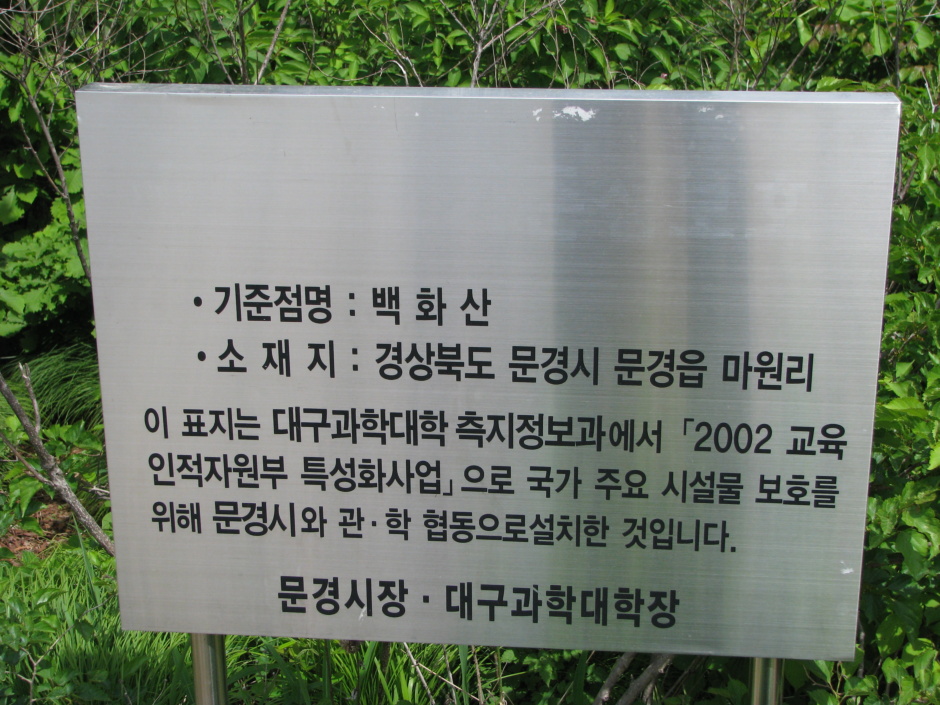 • 기준점명 : 백 화 산
• 소 재 지 : 경상북도 문경시 문경읍 마원리
이 표지는 대구과학대학 측지정보과에서 「2002 교육
인적자원부 특성화사업」으로 국가 주요 시설물 보호를
위해 문경시와 관·학 협동으로설치한 것입니다.
문경시장 · 대구과학대학장